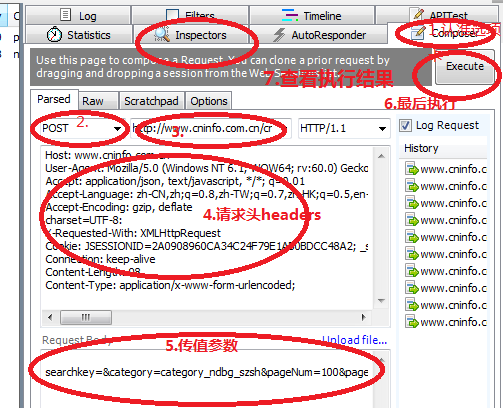 Log Filters Timeline APITest
Statistics Inspectors AutoResponder Composer
Use this page to compose a Request. You can clone a prior request by
dragging and dropping a session from the Web Sessions list.
Execute
7.查看执行结果
6.最后执行
Parsed Raw Scratchpad Options
POST 2. http://www.cninfo.com.cn/cr 3. HTTP/1.1
Log Request
History
Host: www.cninfo.com.cn
User-Agent: Mozilla/5.0 (Windows NT 6.1; WOW64; rv:60.0) Gecko
Accept: application/json, text/javascript, */*; q=0.01
Accept-Language: zh-CN,zh;q=0.8,zh-TW;q=0.7,zh-HK;q=0.5,en-
Accept-Encoding: gzip, deflate
charset=UTF-8:
X-Requested-With: XMLHttpRequest
Connection: keep-alive
Content-Length: 98
Content-Type: application/x-www-form-urlencoded;
4.请求头headers
www.cninfo.c
www.cninfo.c
www.cninfo.c
www.cninfo.c
www.cninfo.c
www.cninfo.c
www.cninfo.c
www.cninfo.c
www.cninfo.c
www.cninfo.c
www.cninfo.c
www.cninfo.c
Request Body
5.传值参数
Upload file...
searchkey=&category=category_ndbg_szsh&pageNum=100&page